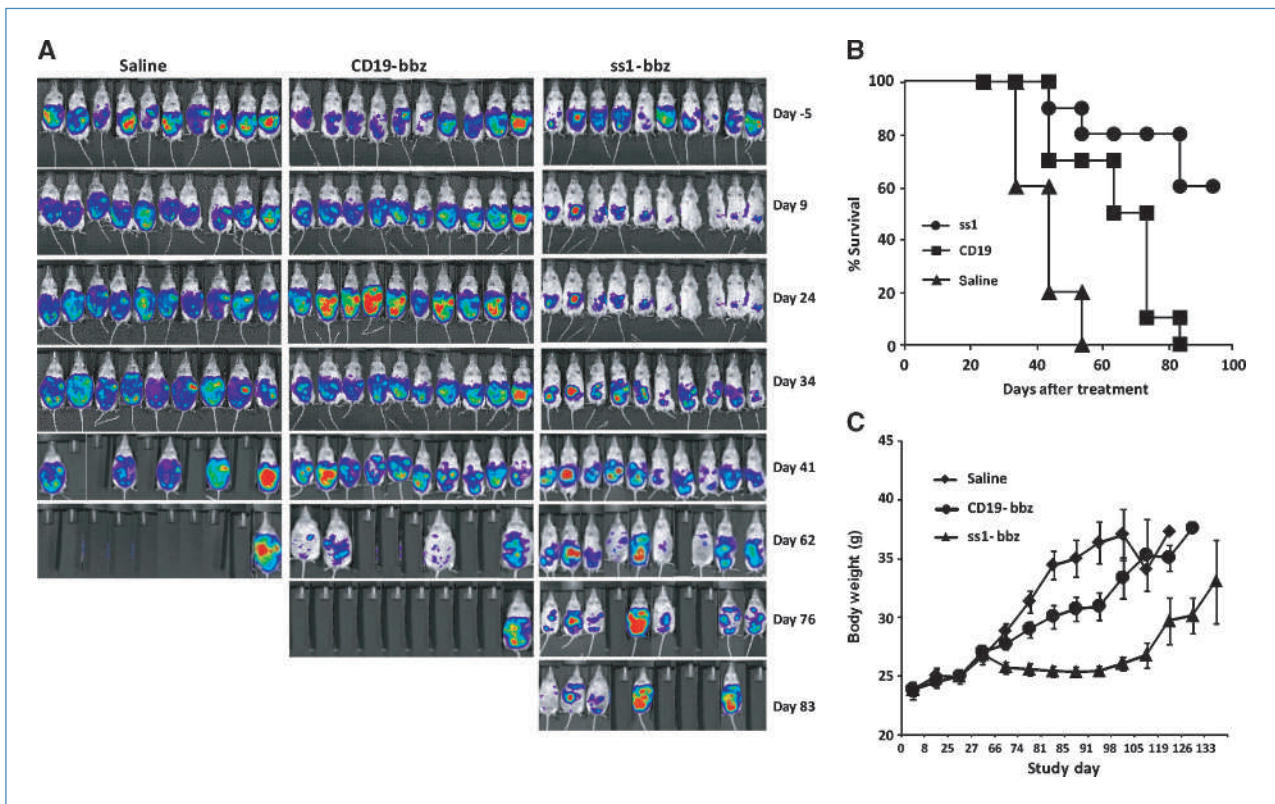 A
Saline
CD19-bbz
ss1-bbz
Day -5
Day 9
Day 24
Day 34
Day 41
Day 62
Day 76
Day 83
B
100
80
60
40
20
0
% Survival
ss1
CD19
Saline
0 20 40 60 80 100
Days after treatment
C
45
40
35
30
25
20
Body weight (g)
Saline
CD19-bbz
ss1-bbz
0 8 25 27 66 74 81 85 91 98 105 119 126 133
Study day